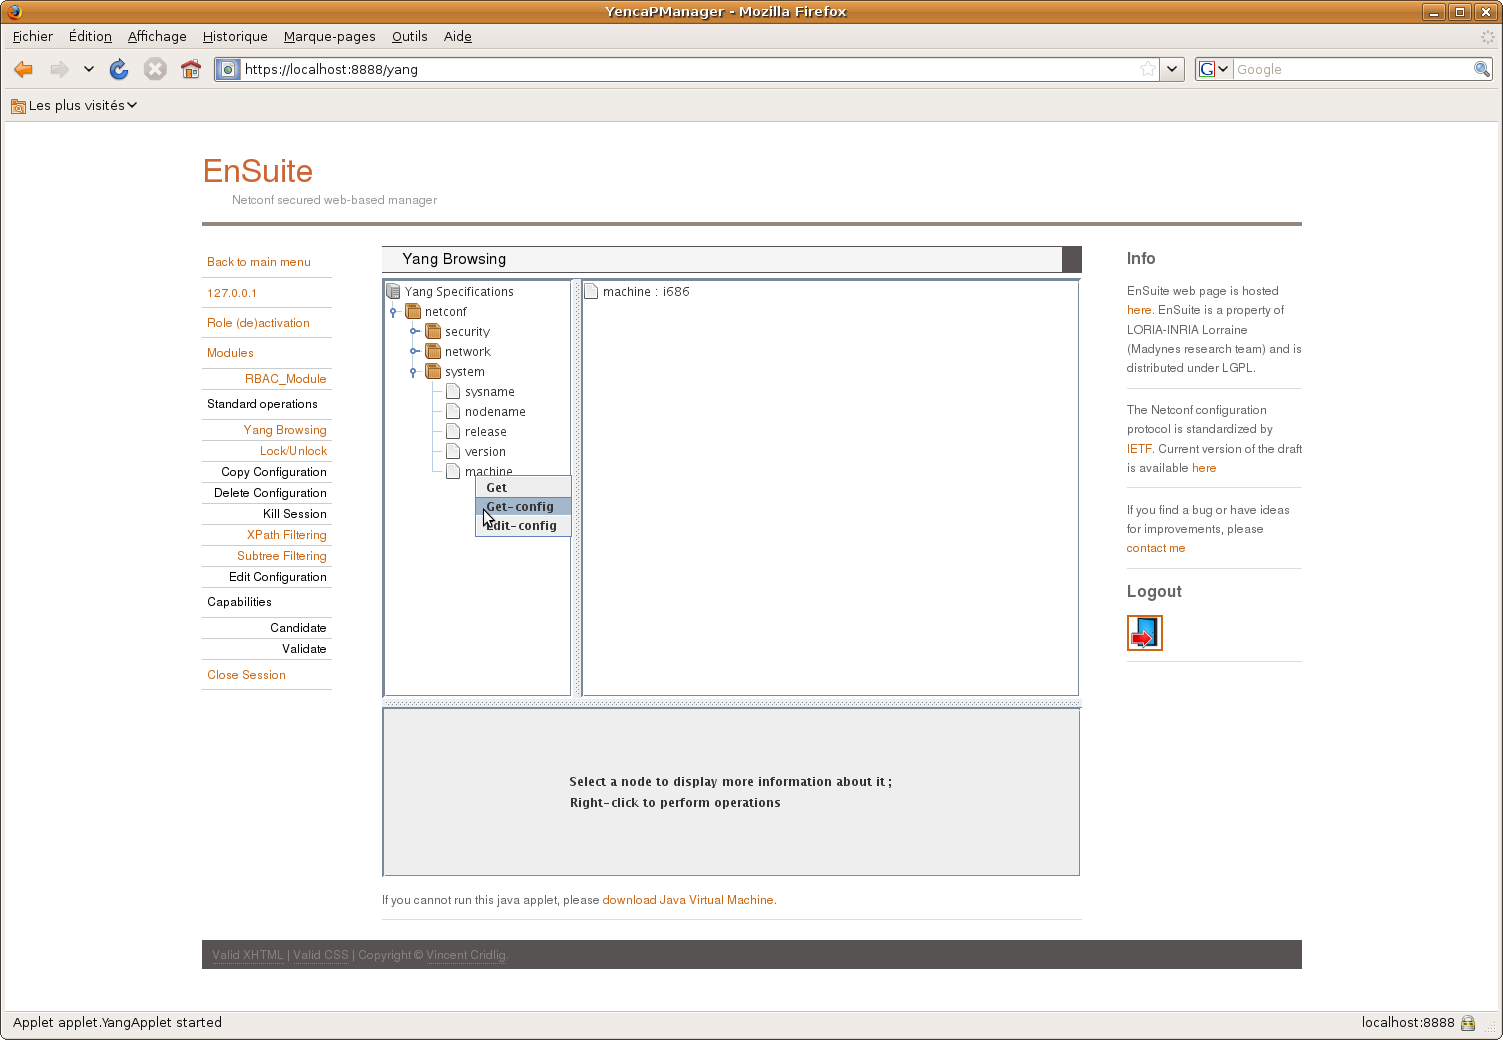 YencaPManager - Mozilla Firefox
Fichier Édition Affichage Historique Marque-pages Outils Aide
https://localhost:8888/yang
G Google
Les plus visités
EnSuite
Netconf secured web-based manager
Back to main menu
127.0.0.1
Role (de)activation
Modules
RBAC_Module
Standard operations
Yang Browsing
Lock/Unlock
Copy Configuration
Delete Configuration
Kill Session
XPath Filtering
Subtree Filtering
Edit Configuration
Capabilities
Candidate
Validate
Close Session
Yang Browsing
Yang Specifications
netconf
security
network
system
sysname
nodename
release
version
machine
Get
Get-config
Edit-config
machine : i686
Select a node to display more information about it ;
Right-click to perform operations
If you cannot run this java applet, please download Java Virtual Machine.
Info
EnSuite web page is hosted
here. EnSuite is a property of
LORIA-INRIA Lorraine
(Madynes research team) and is
distributed under LGPL.
The Netconf configuration
protocol is standardized by
IETF. Current version of the draft
is available here
If you find a bug or have ideas
for improvements, please
contact me
Logout
Valid XHTML | Valid CSS | Copyright © Vincent Cridlig.
Applet applet.YangApplet started
localhost:8888